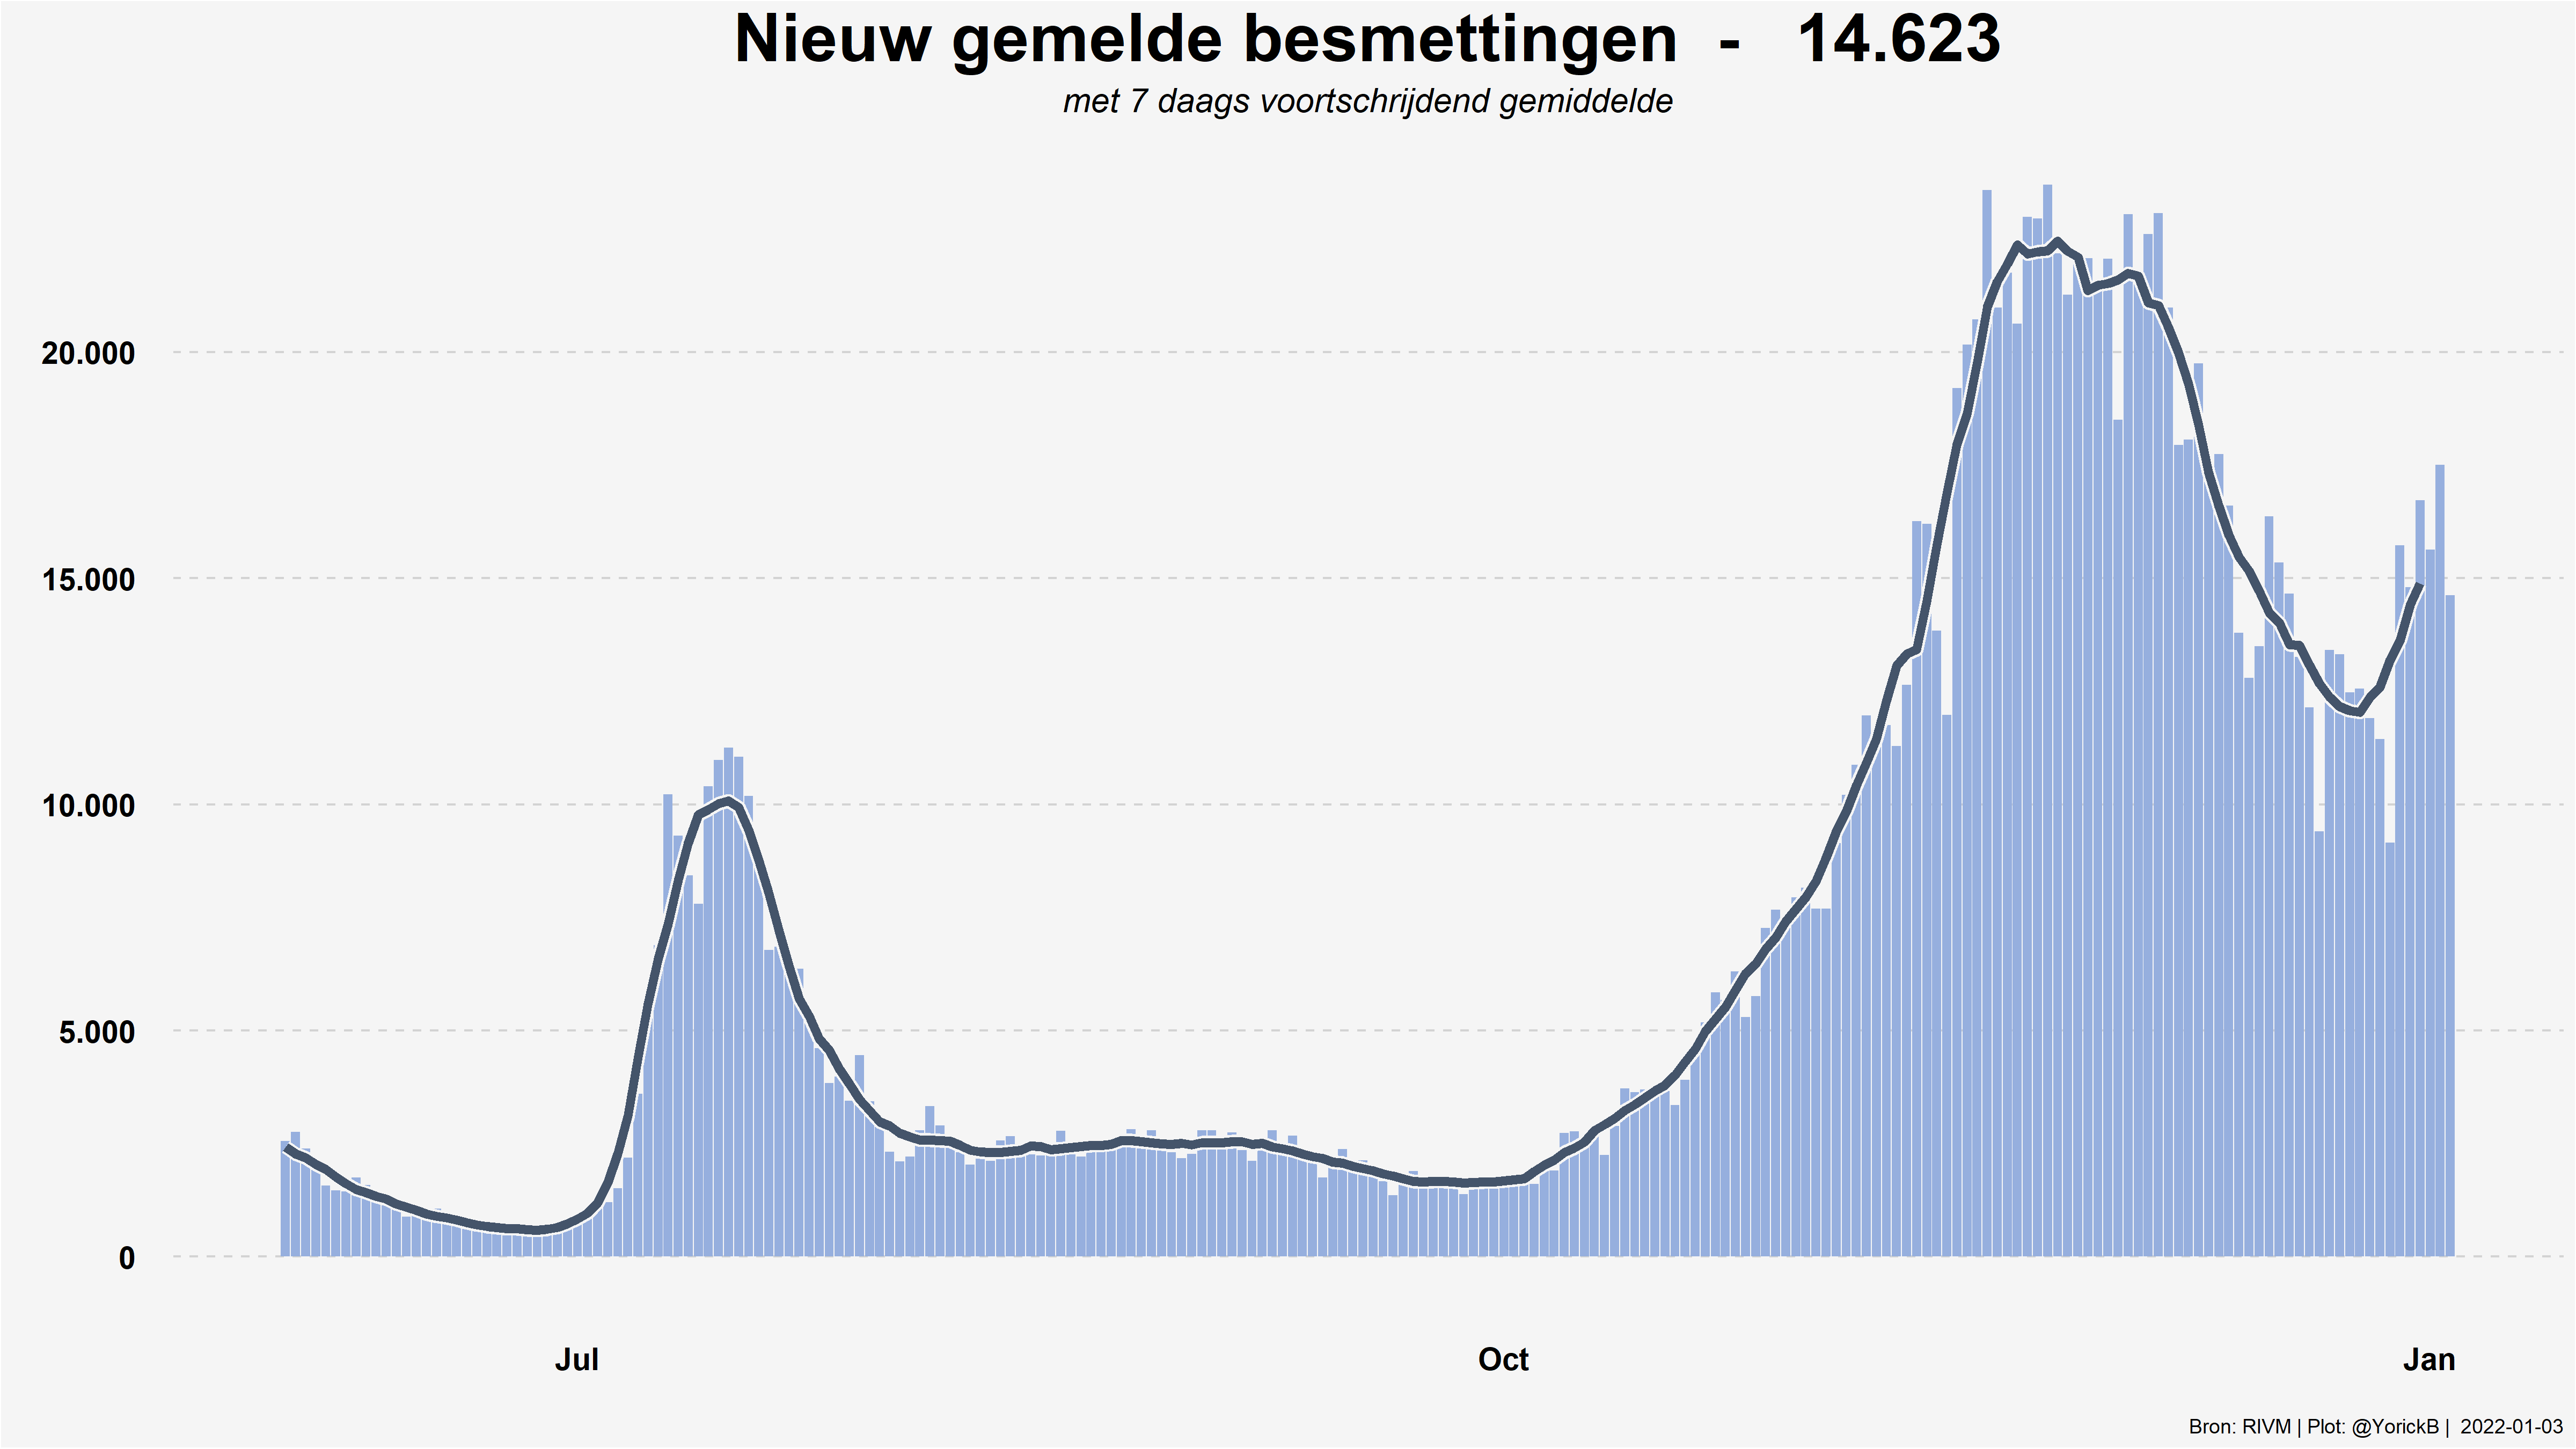 Nieuw gemelde besmettingen - 14.623
met 7 daags voortschrijdend gemiddelde
20.000
15.000
10.000
5.000
0
Jul Oct Jan
Bron: RIVM | Plot: @YorickB | 2022-01-03